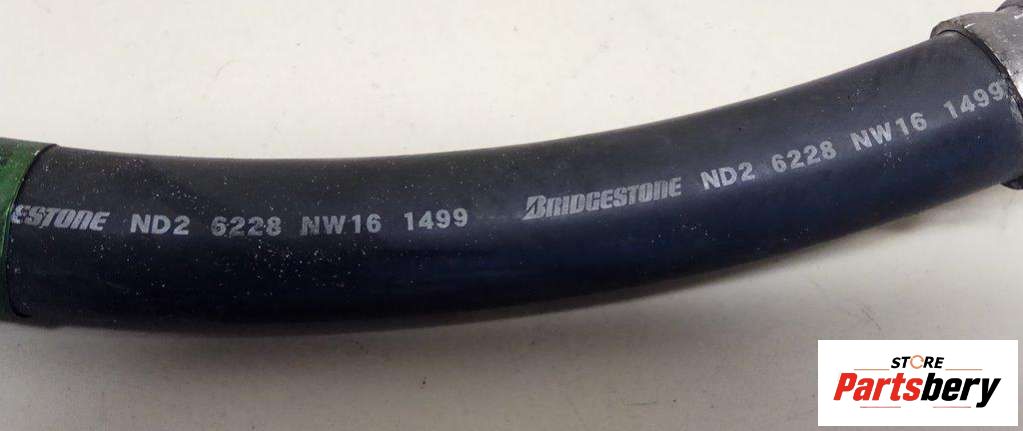 ESTONE ND2 6228 NW16 1499 BRIDGESTONE ND2 6228 NW16 1499
STORE
Partsbery